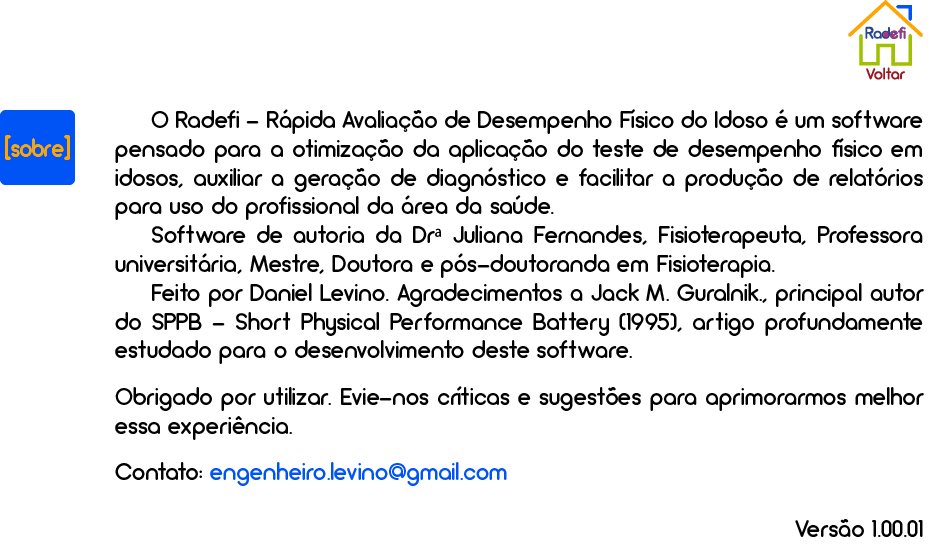 Radefi
Voltar
[sobre]
O Radefi - Rápida Avaliação de Desempenho Físico do Idoso é um software
pensado para a otimização da aplicação do teste de desempenho físico em
idosos, auxiliar a geração de diagnóstico e facilitar a produção de relatórios
para uso do profissional da área da saúde.
Software de autoria da Drª Juliana Fernandes, Fisioterapeuta, Professora
universitária, Mestre, Doutora e pós-doutoranda em Fisioterapia.
Feito por Daniel Levino. Agradecimentos a Jack M. Guralnik., principal autor
do SPPB - Short Physical Performance Battery (1995), artigo profundamente
estudado para o desenvolvimento deste software.
Obrigado por utilizar. Evie-nos críticas e sugestões para aprimorarmos melhor
essa experiência.
Contato: engenheiro.levino@gmail.com
Versão 1.00.01